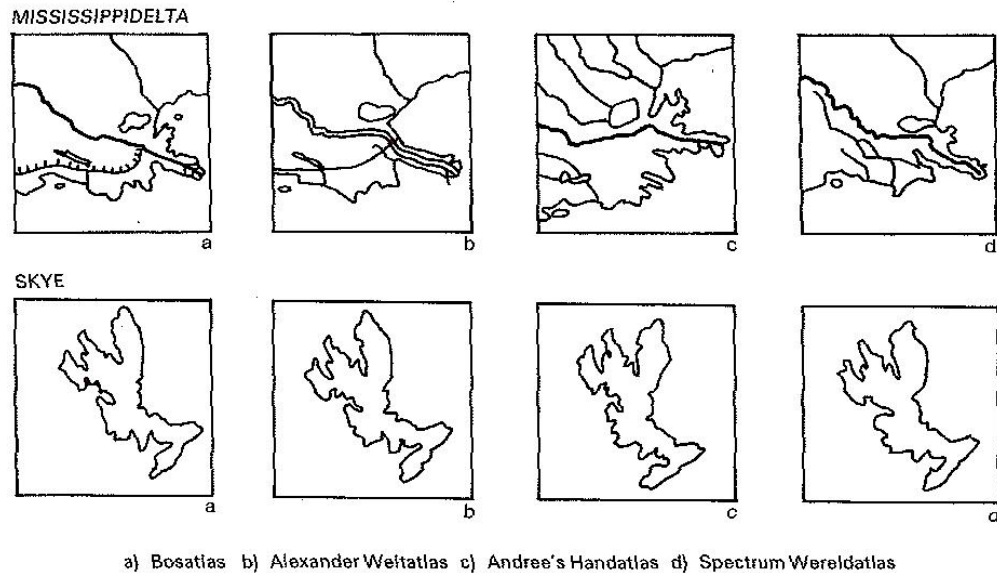 MISSISSIPPIDELTA
a b c d
SKYE
a b c d
a) Bosatlas b) Alexander Weltatlas c) Andree's Handatlas d) Spectrum Wereldatlas